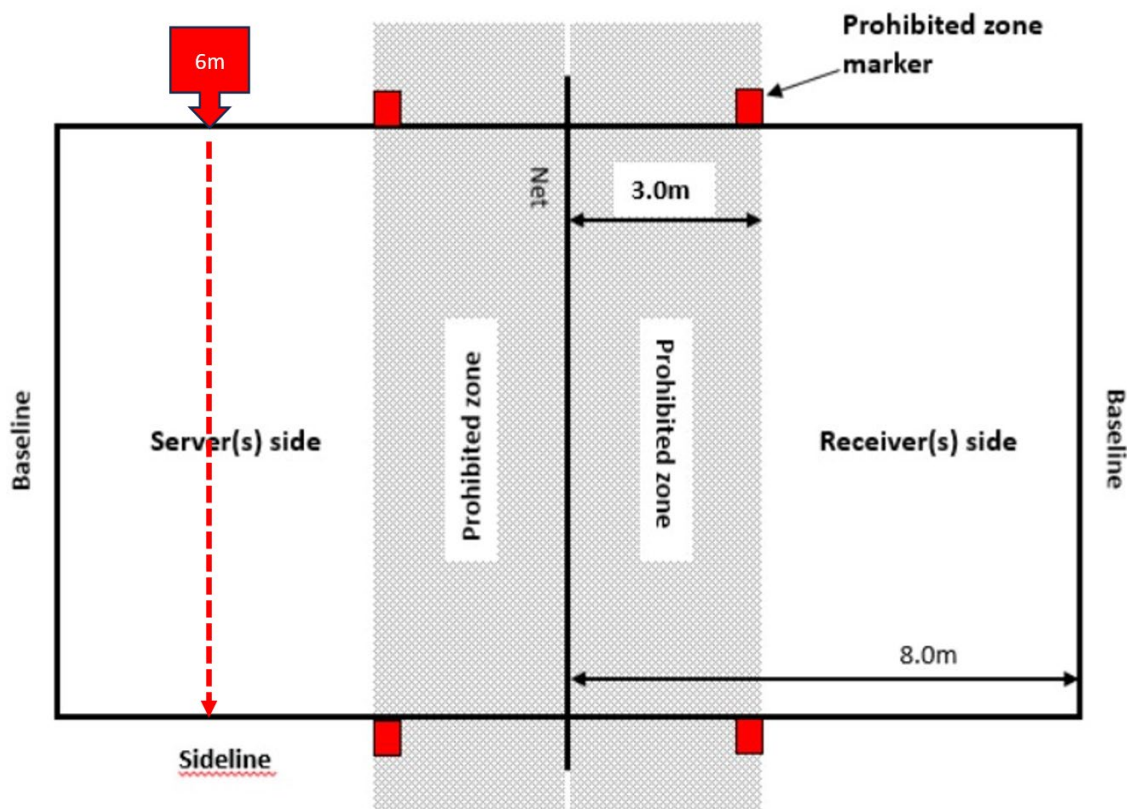 Prohibited zone
marker
6m
Net
3.0m
Prohibited zone
Prohibited zone
Baseline
Server(s) side
Receiver(s) side
Baseline
8.0m
Sideline